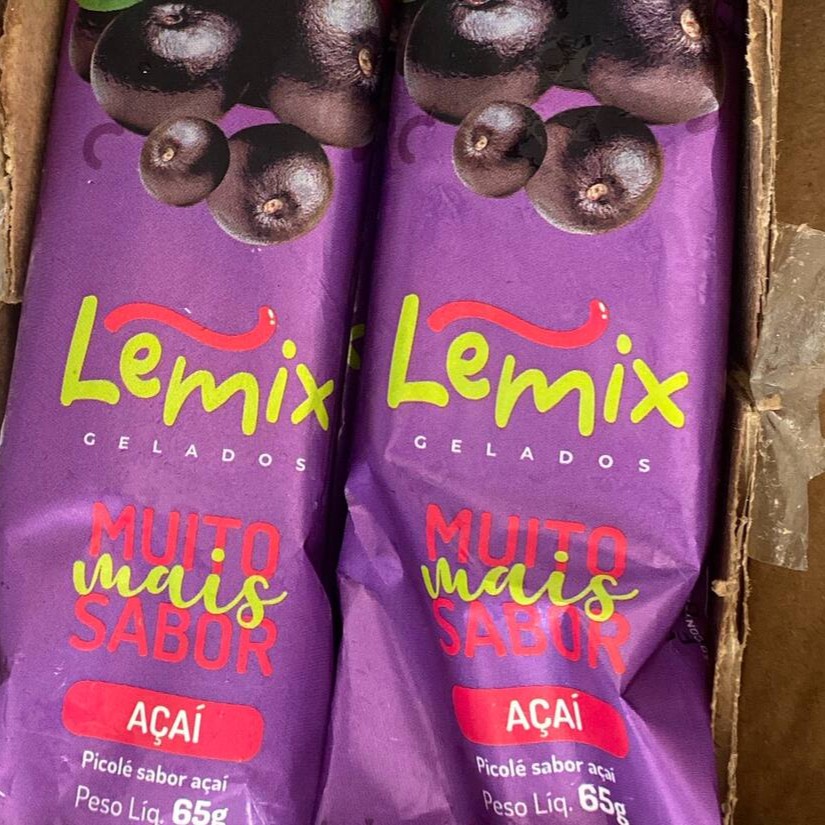 Lemix
GELADOS
MUITO
mais
SABOR
AÇAÍ
Picolé sabor açaí
Peso Líq. 65g
Lemix
GELADOS
MUITO
mais
SABOR
AÇAÍ
Picolé sabor açaí
Peso Líq. 65g